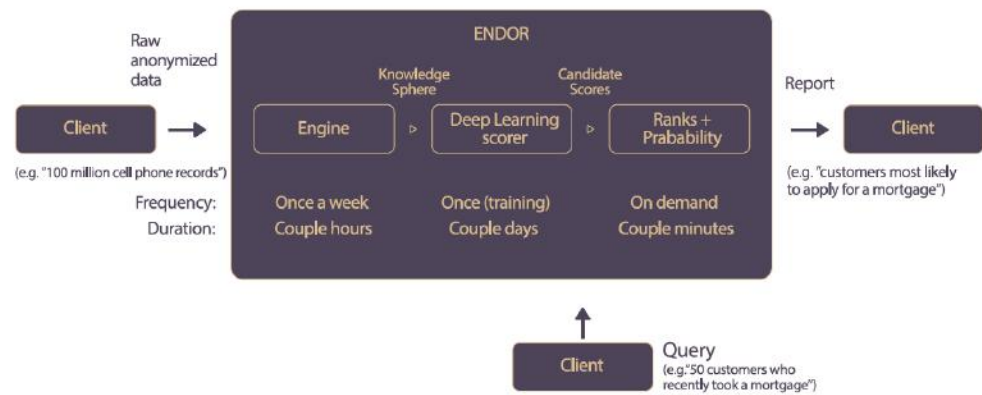 ENDOR
Raw
anonymized
data
Knowledge
Sphere
Candidate
Scores
Report
Client
Engine
Deep Learning
scorer
Ranks +
Prabability
Client
(e.g. "100 million cell phone records")
(e.g. "customers most likely
to apply for a mortgage")
Frequency:
Once a week
Once (training)
On demand
Duration:
Couple hours
Couple days
Couple minutes
Client
Query
(e.g."50 customers who
recently took a mortgage")